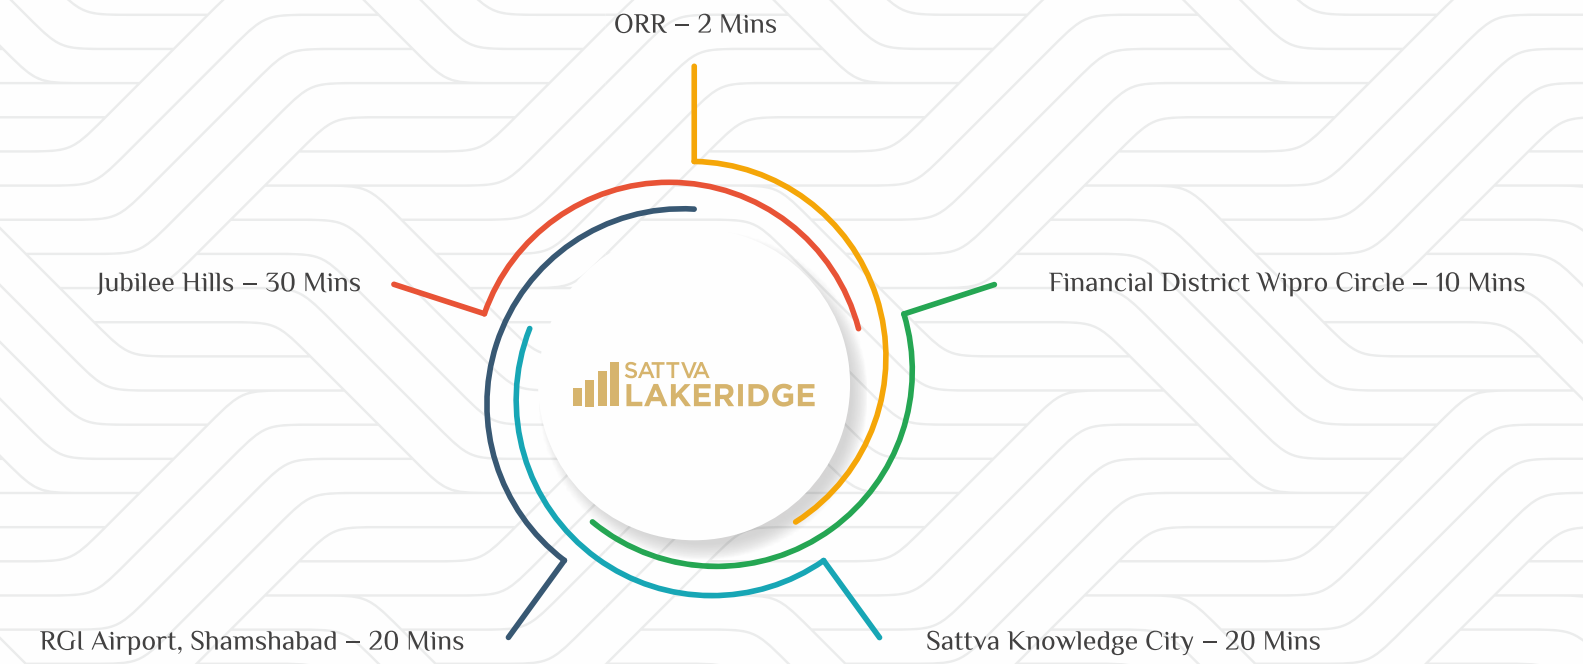 ORR – 2 Mins
Jubilee Hills – 30 Mins
Financial District Wipro Circle – 10 Mins
SATTVA
LAKERIDGE
RGI Airport, Shamshabad – 20 Mins
Sattva Knowledge City – 20 Mins